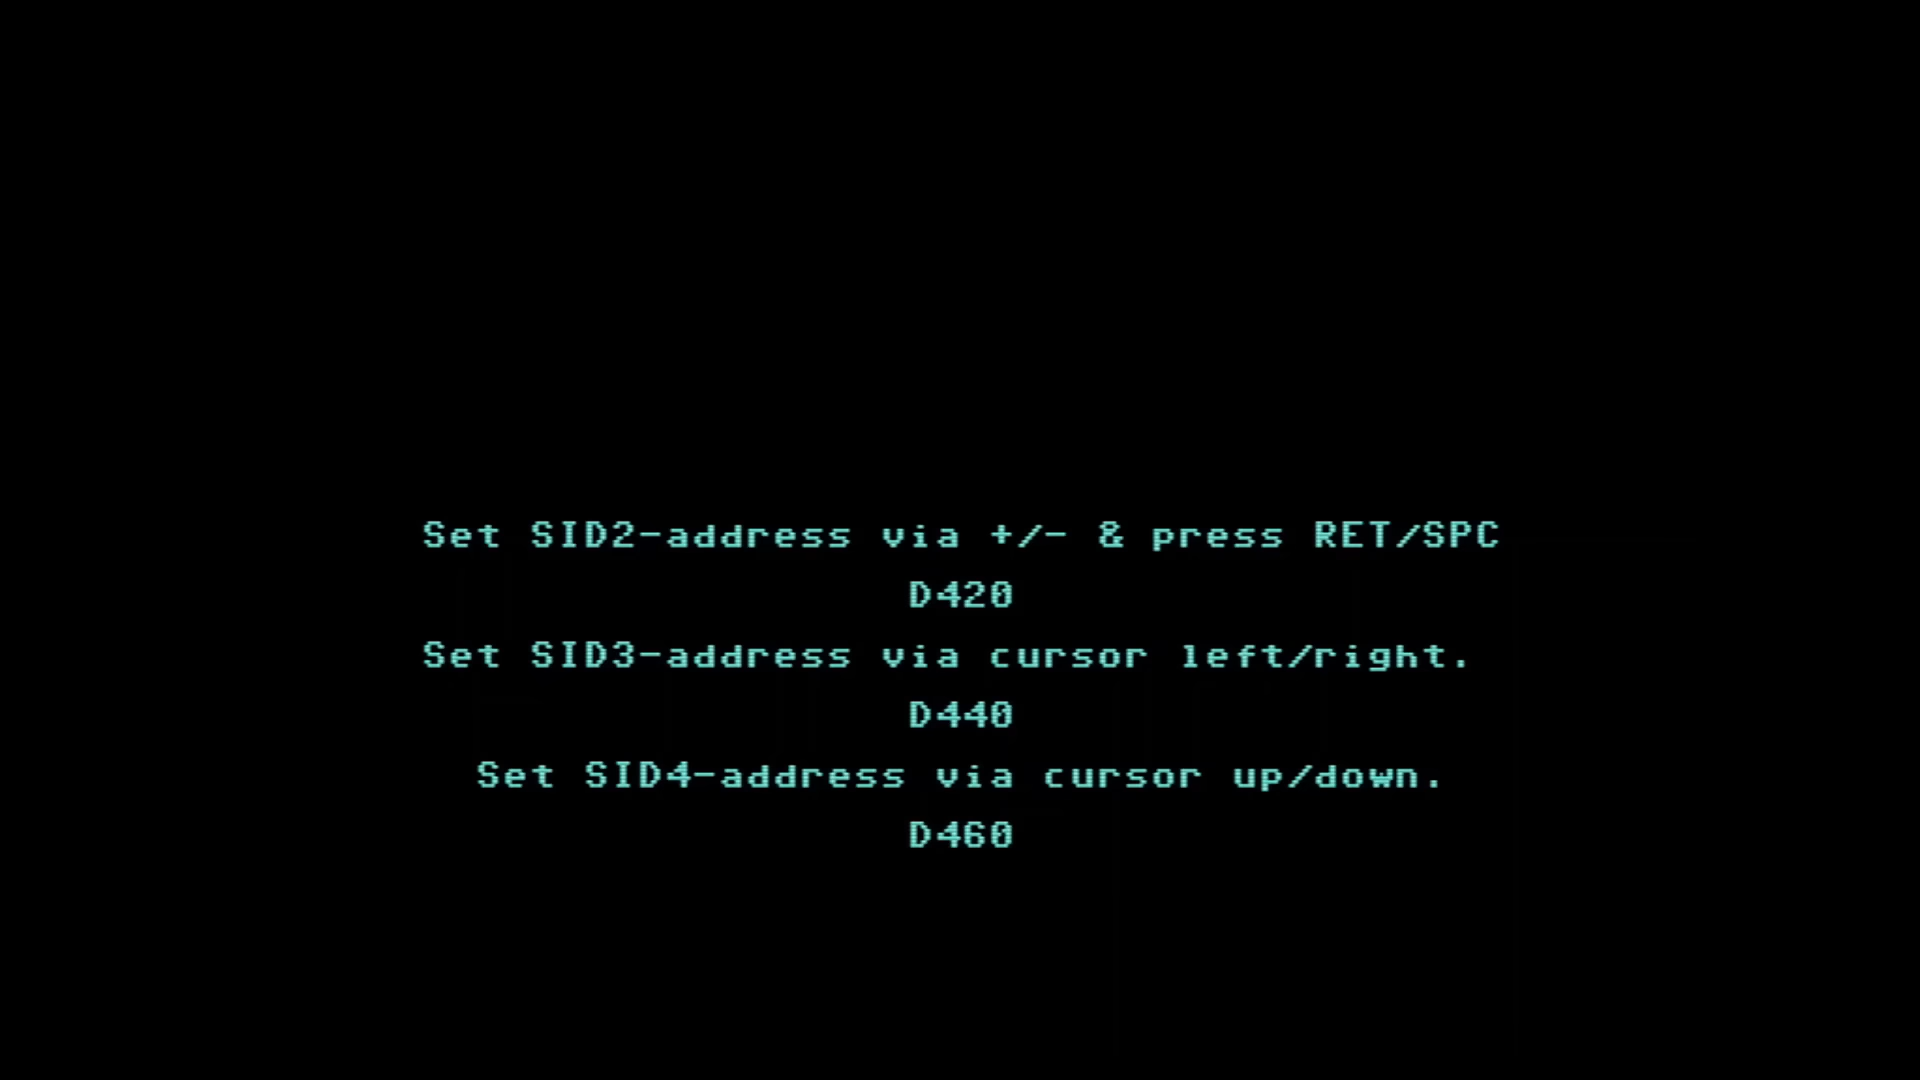 Set SID2-address via +/- & press RET/SPC
D420
Set SID3-address via cursor left/right.
D440
Set SID4-address via cursor up/down.
D460